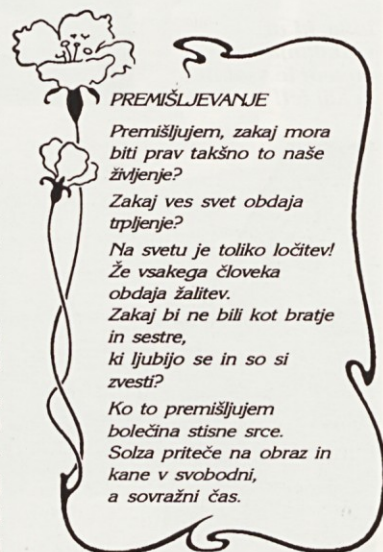 PREMIŠLJEVANJE
Premišljujem, zakaj mora
biti prav takšno to naše
življenje?
Zakaj ves svet obdaja
trpljenje?
Na svetu je toliko ločitev!
Že vsakega človeka
obdaja žalitev.
Zakaj bi ne bili kot bratje
in sestre,
ki ljubijo se in so si
zvesti?
Ko to premišljujem
bolečina stisne srce.
Solza priteče na obraz in
kane v svobodni,
a sovražni čas.